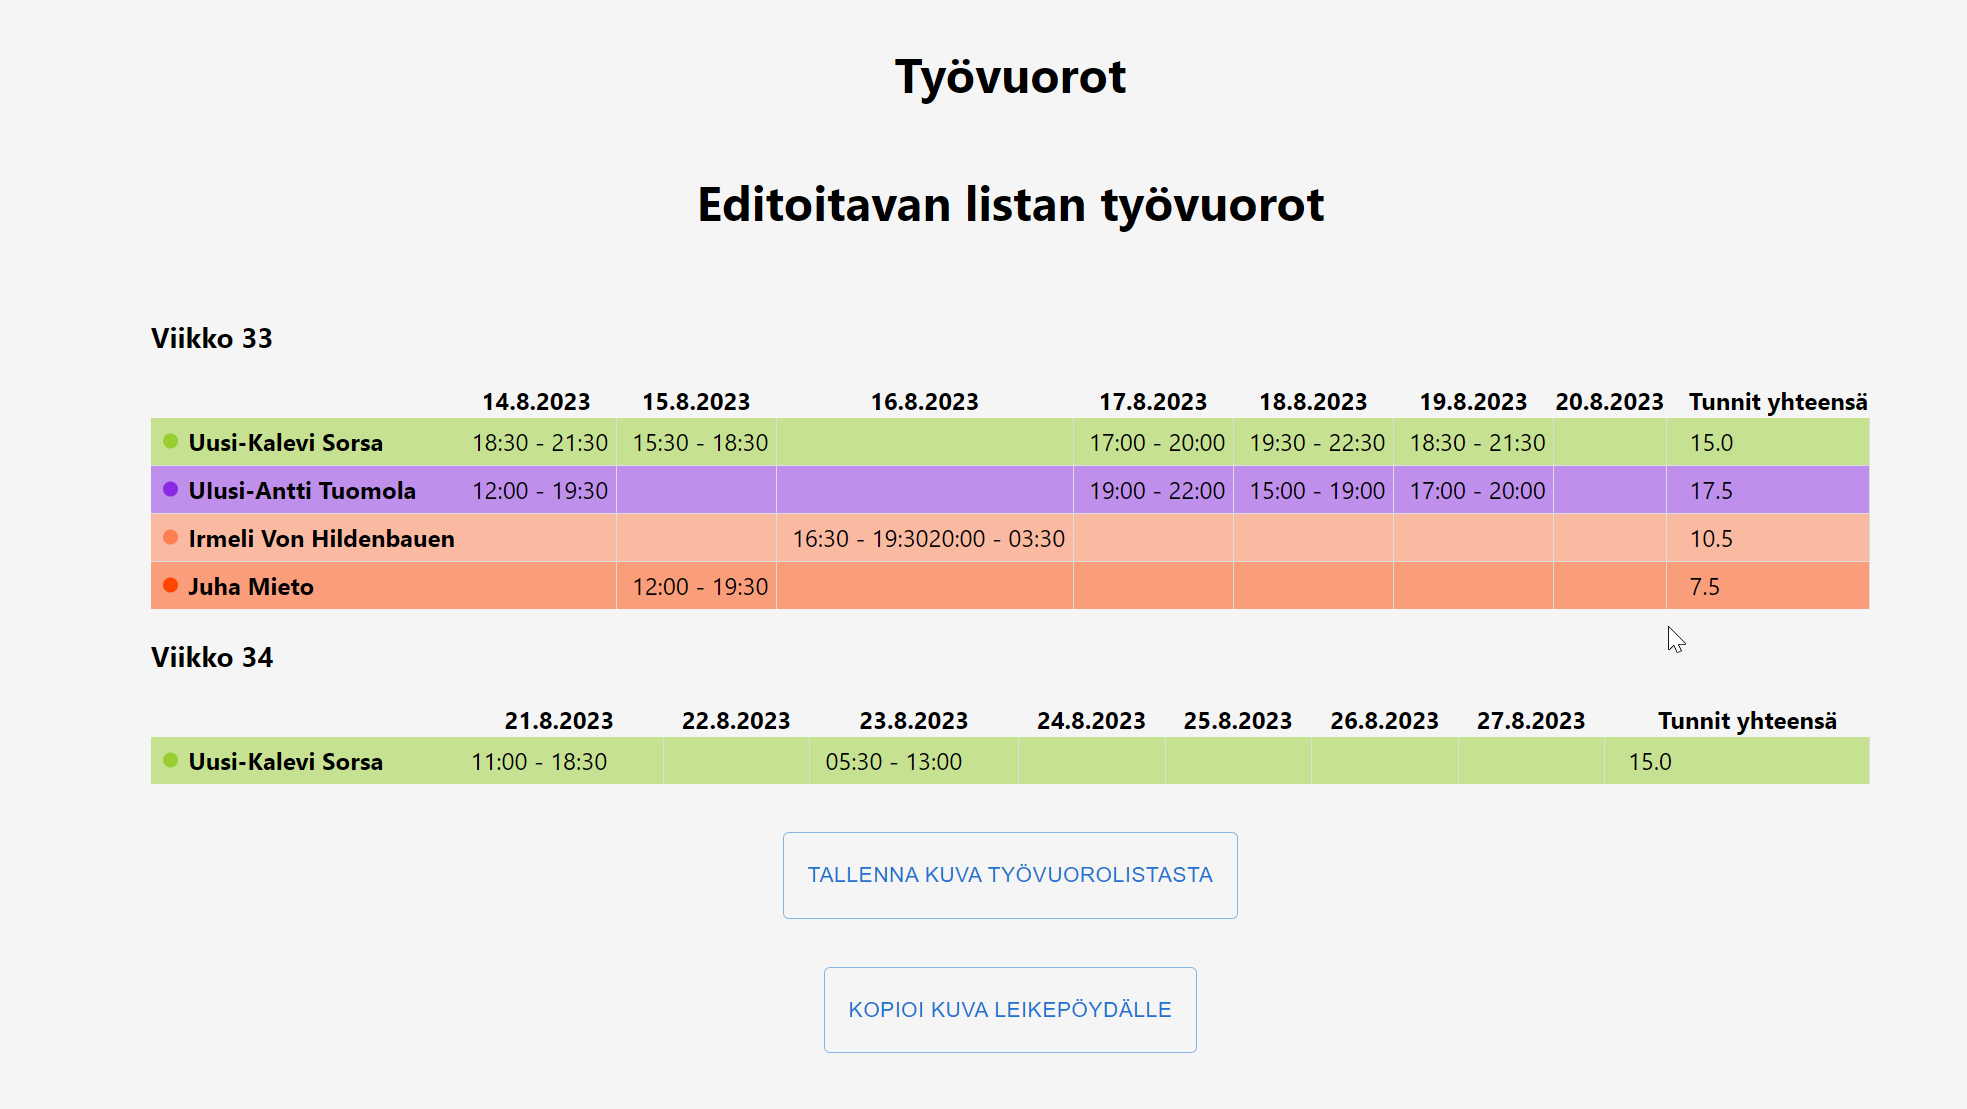 Työvuorot
Editoitavan listan työvuorot
Viikko 33
14.8.2023 15.8.2023 16.8.2023 17.8.2023 18.8.2023 19.8.2023 20.8.2023 Tunnit yhteensä
Uusi-Kalevi Sorsa 18:30 - 21:30 15:30 - 18:30 17:00 - 20:00 19:30 - 22:30 18:30 - 21:30 15.0
UIusi-Antti Tuomola 12:00 - 19:30 19:00 - 22:00 15:00 - 19:00 17:00 - 20:00 17.5
Irmeli Von Hildenbauen 16:30 - 19:3020:00 - 03:30 10.5
Juha Mieto 12:00 - 19:30 7.5
Viikko 34
21.8.2023 22.8.2023 23.8.2023 24.8.2023 25.8.2023 26.8.2023 27.8.2023 Tunnit yhteensä
Uusi-Kalevi Sorsa 11:00 - 18:30 05:30 - 13:00 15.0
TALLENNA KUVA TYÖVUOROLISTASTA
KOPIOI KUVA LEIKEPÖYDÄLLE